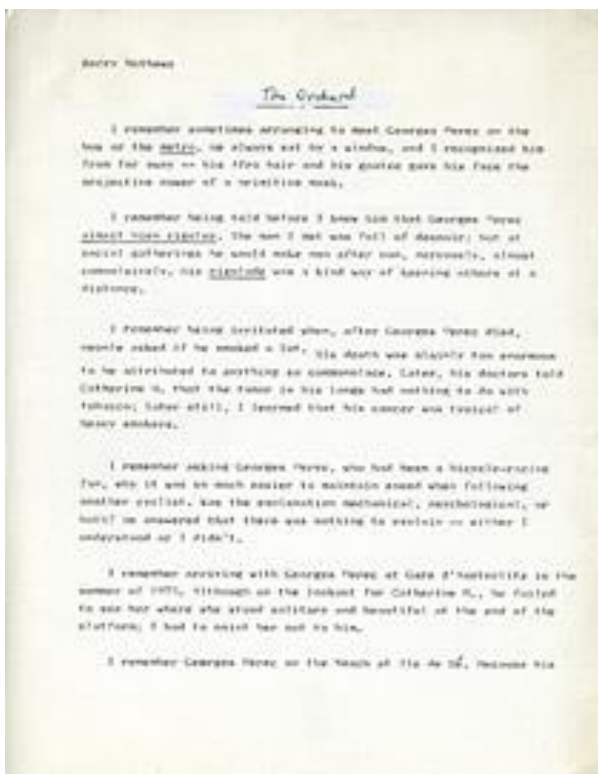 Harry Mathews
The Orchard
I remember sometimes arranging to meet Georges Perec on the
bus or the metro. He always sat by a window, and I recognized him
from far away -- his Afro hair and his goatee gave his face the
projective power of a primitive mask.
I remember being told before I knew him that Georges Perec
The man I met was full of despair; but at
social gatherings he would make pun after pun, nervously, almost
compulsively. His was a kind way of keeping others at a
distance.
I remember being irritated when, after Georges Perec died,
people asked if he smoked a lot. His death was plainly too enormous
to be attributed to anything so commonplace. Later, his doctors told
Catherine B. that the tumor in his lungs had nothing to do with
tobacco; later still, I learned that his cancer was typical of
heavy smokers.
I remember asking Georges Perec, who had been a bicycle-racing
fan, why it was so much easier to maintain speed when following
another cyclist. Was the explanation mechanical, psychological, or
both? He answered that there was nothing to explain -- either I
understood or I didn't.
I remember arriving with Georges Perec at Gare d'Austerlitz in the
summer of Although on the lookout for Catherine B., he failed
to see her where she stood solitary and beautiful at the end of the
platform; I had to point her out to him.
I remember Georges Perec on the beach at Ile de Ré. Because his